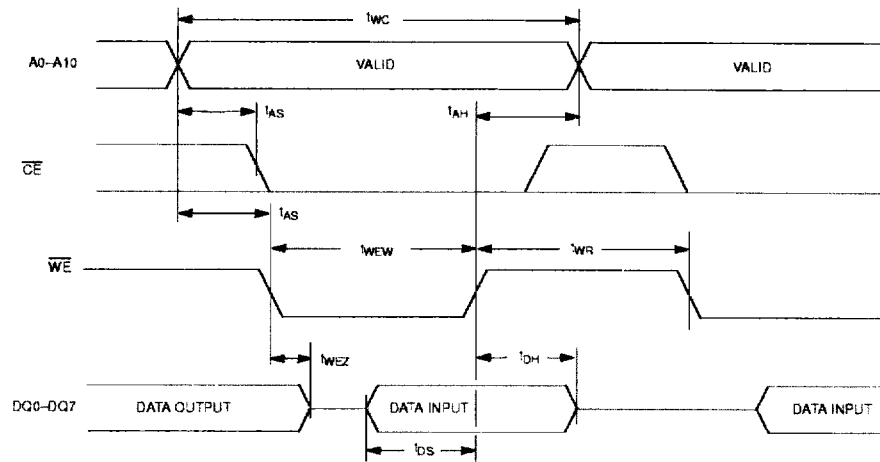 tWC
A0–A10 VALID VALID
tAS tAH
CE
tAS
tWEW tWR
WE
tWEZ tDH
DQ0–DQ7 DATA OUTPUT DATA INPUT DATA INPUT
tDS